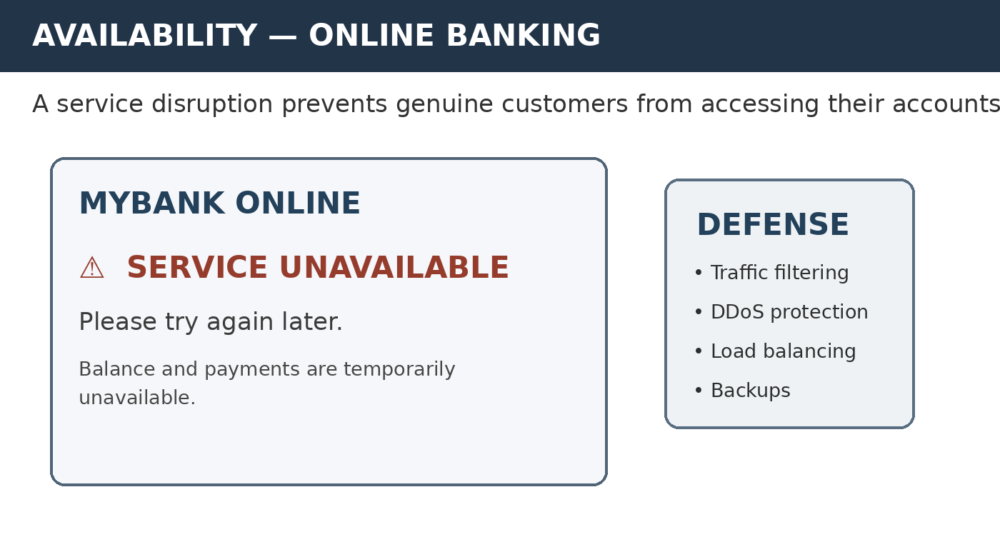 AVAILABILITY — ONLINE BANKING
A service disruption prevents genuine customers from accessing their accounts
MYBANK ONLINE
⚠ SERVICE UNAVAILABLE
Please try again later.
Balance and payments are temporarily
unavailable.
DEFENSE
• Traffic filtering
• DDoS protection
• Load balancing
• Backups